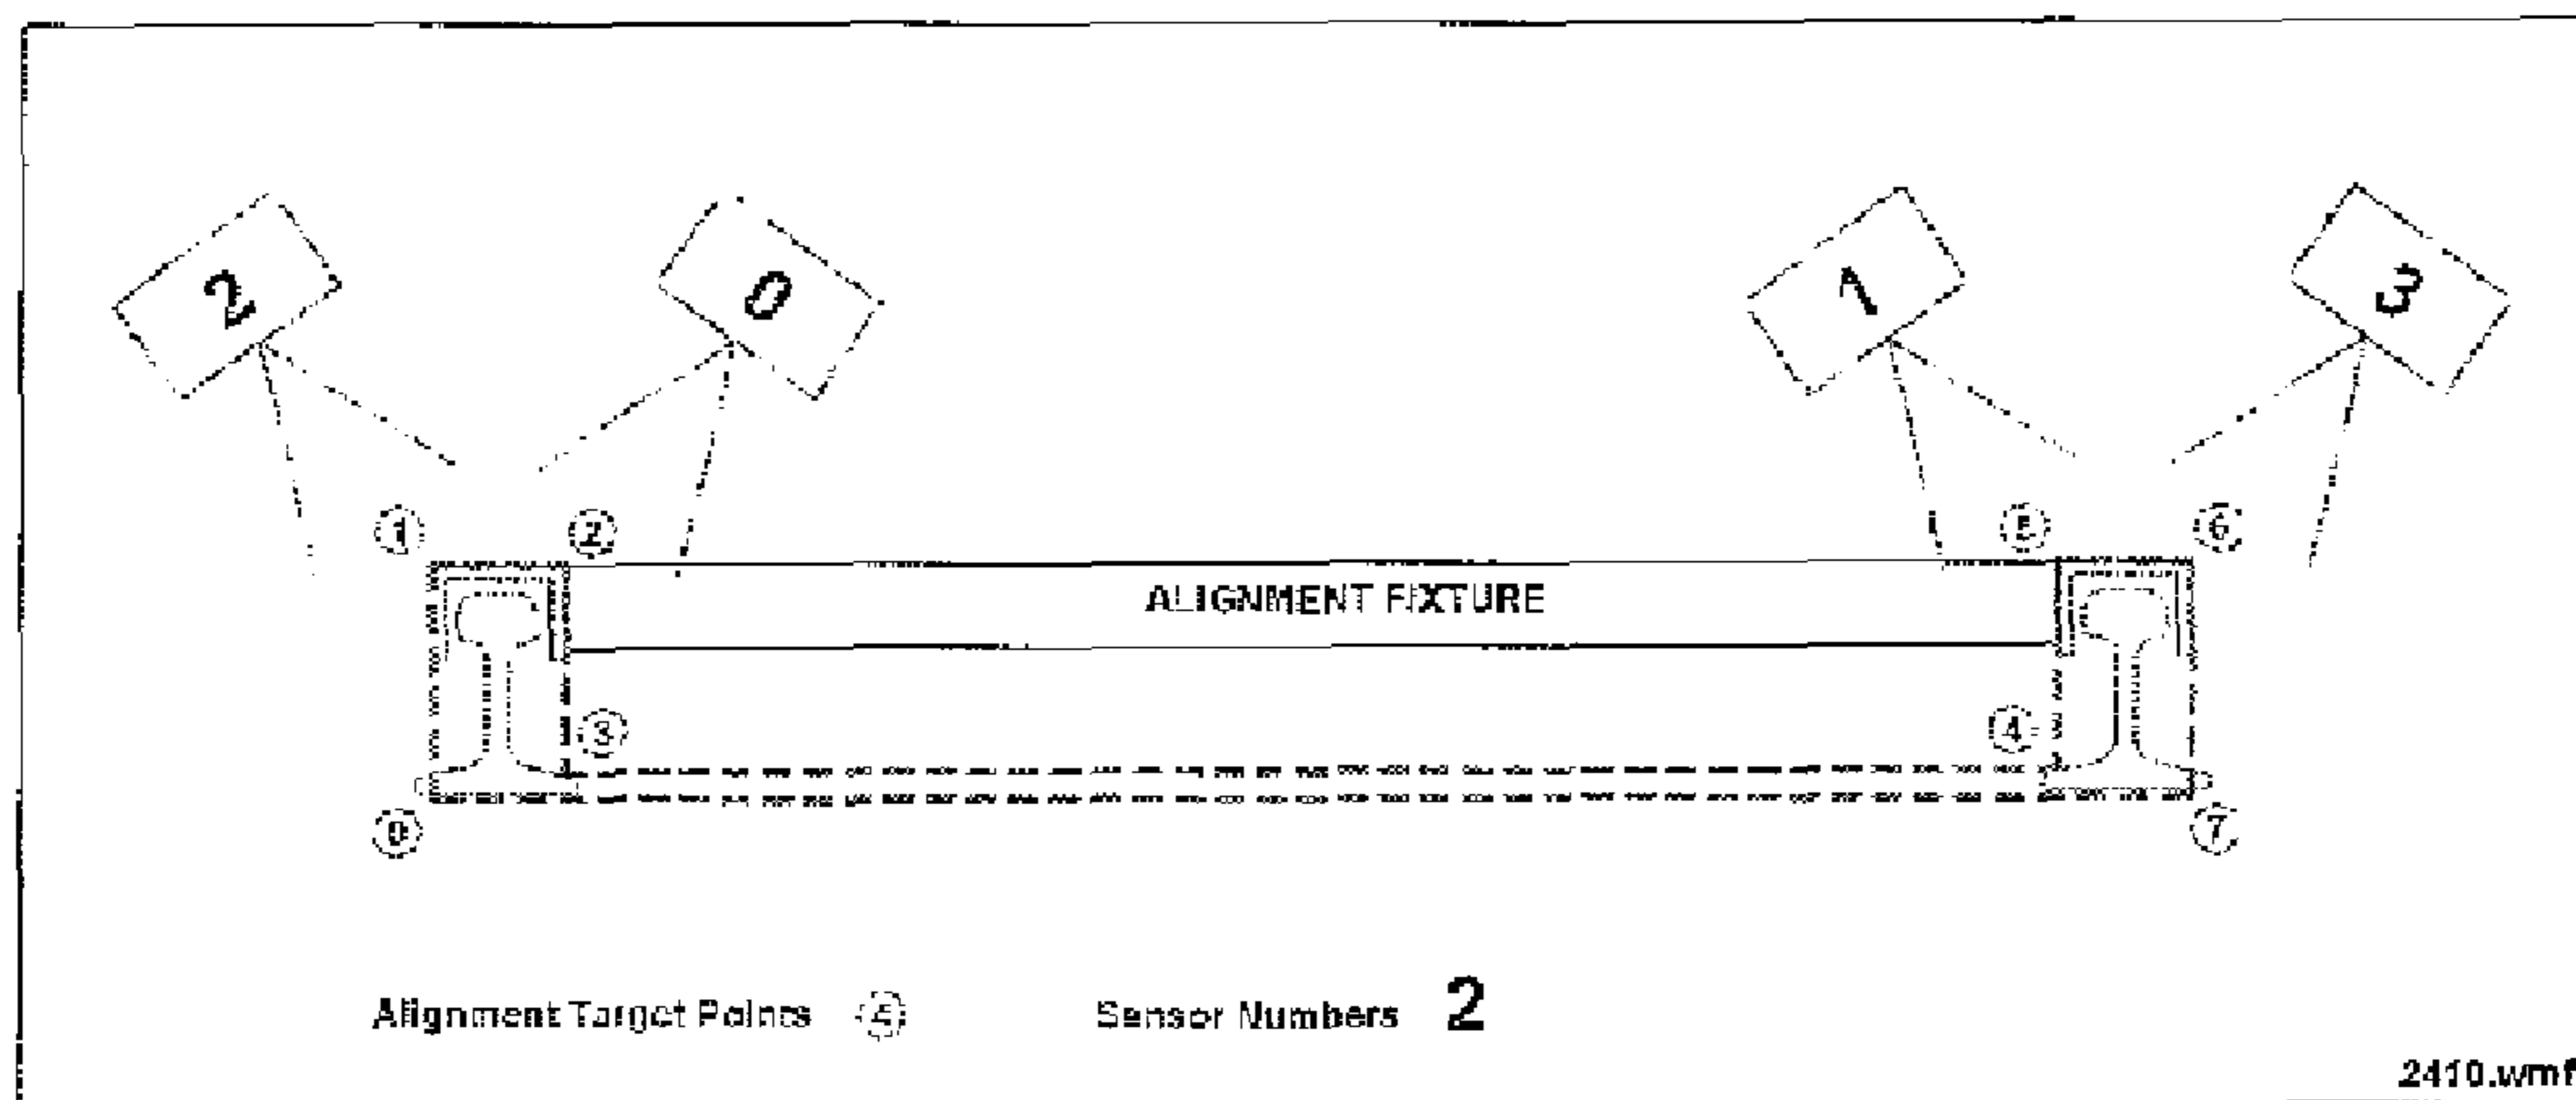 2 0 1 3
① ② ⑤ ⑥
ALIGNMENT FIXTURE
③ ④
⓪ ⑦
Alignment Target Points Sensor Numbers 2
2410.wmf